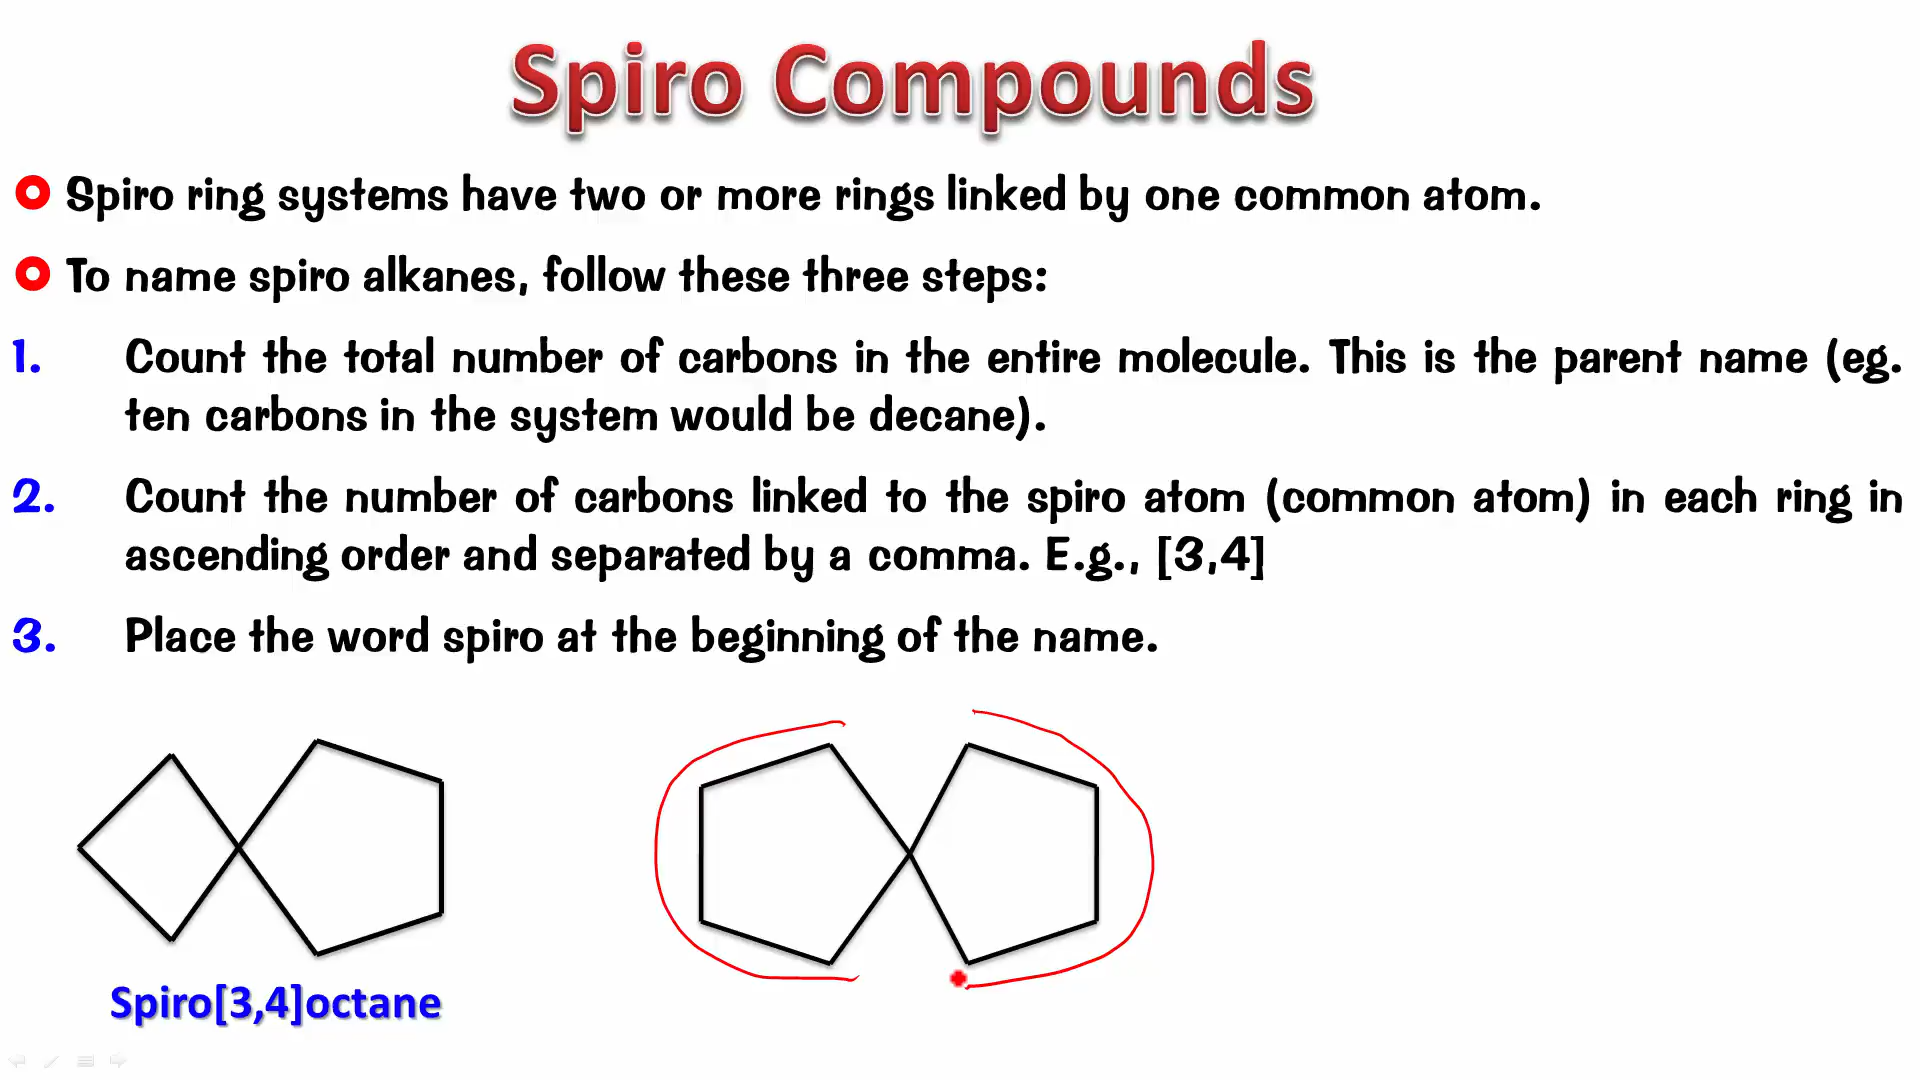 Spiro Compounds
Spiro ring systems have two or more rings linked by one common atom.
To name spiro alkanes, follow these three steps:
1. Count the total number of carbons in the entire molecule. This is the parent name (eg.
ten carbons in the system would be decane).
2. Count the number of carbons linked to the spiro atom (common atom) in each ring in
ascending order and separated by a comma. E.g., [3,4]
3. Place the word spiro at the beginning of the name.
Spiro[3,4]octane